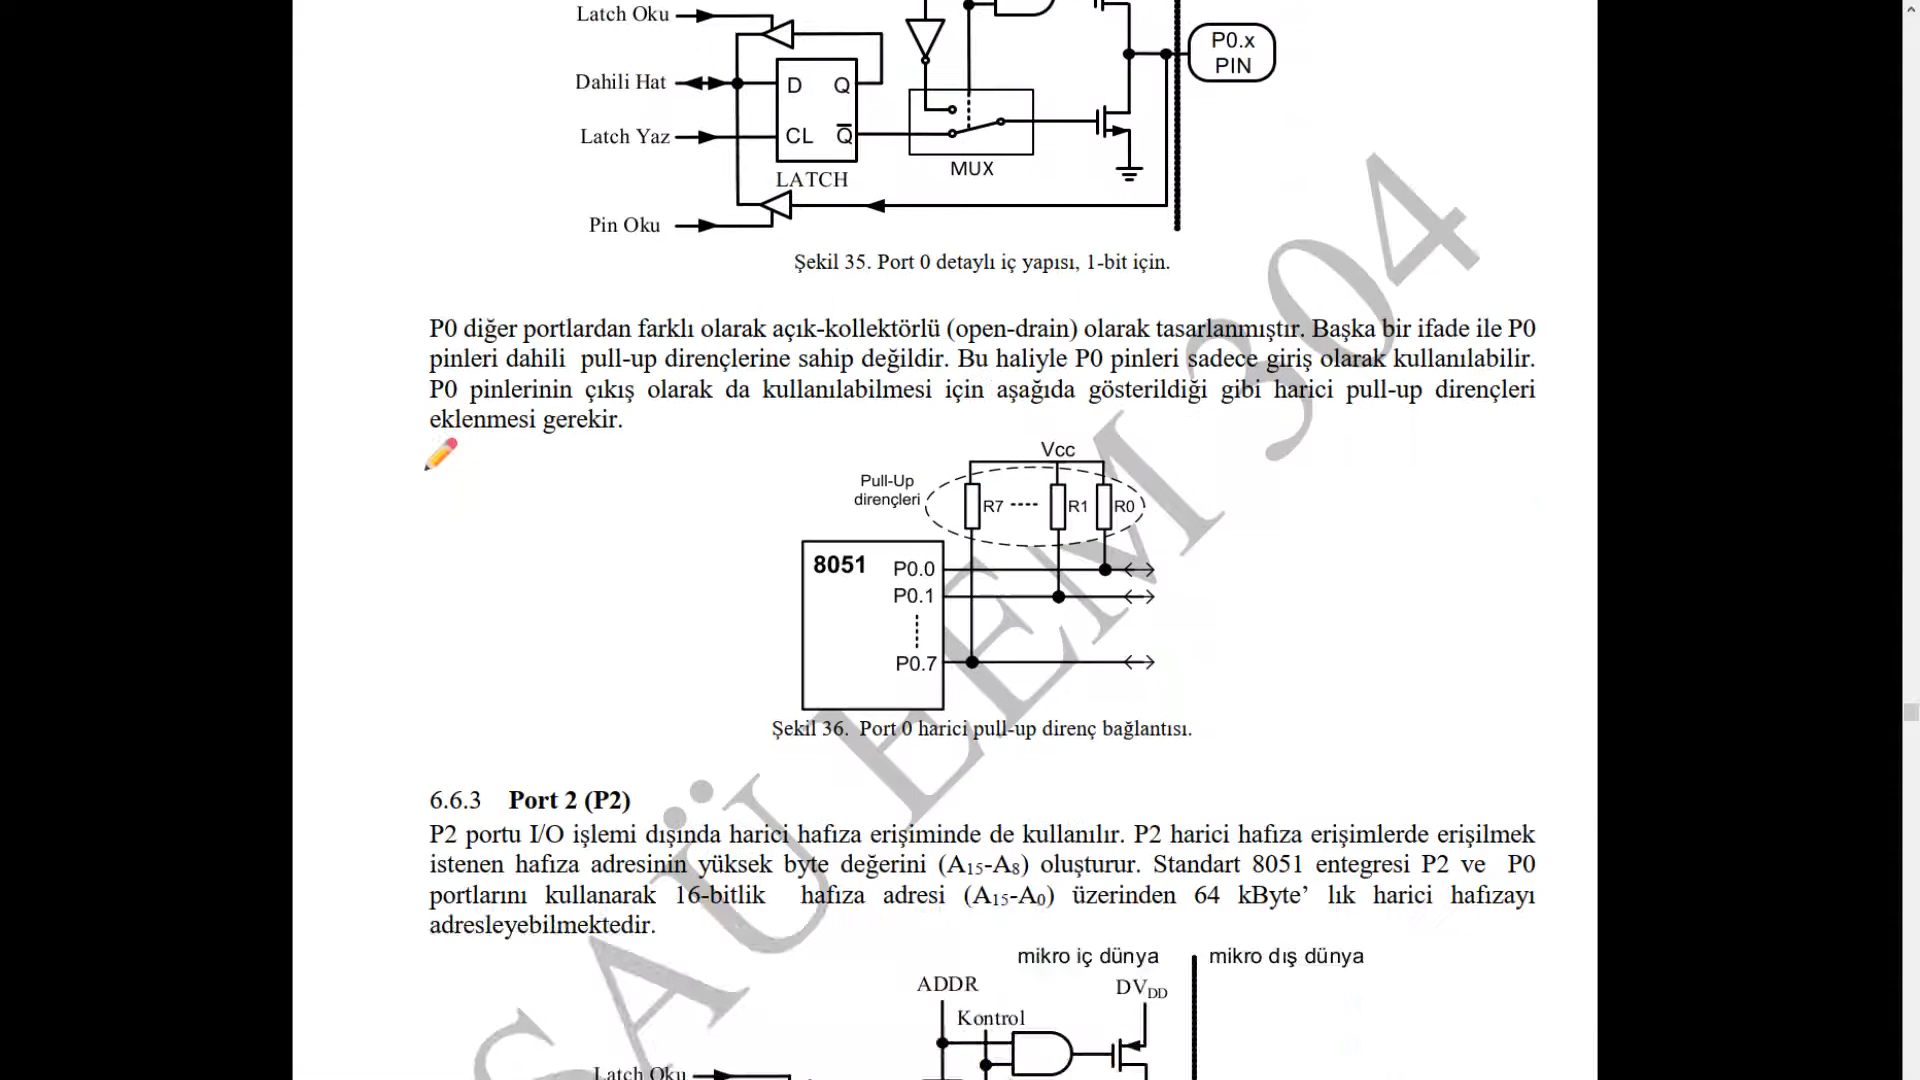 Latch Oku
P0.x
PIN
Dahili Hat
D Q
Latch Yaz
CL Q
MUX
LATCH
Pin Oku
Şekil 35. Port 0 detaylı iç yapısı, 1-bit için.
P0 diğer portlardan farklı olarak açık-kollektörlü (open-drain) olarak tasarlanmıştır. Başka bir ifade ile P0
pinleri dahili pull-up dirençlerine sahip değildir. Bu haliyle P0 pinleri sadece giriş olarak kullanılabilir.
P0 pinlerinin çıkış olarak da kullanılabilmesi için aşağıda gösterildiği gibi harici pull-up dirençleri
eklenmesi gerekir.
Vcc
Pull-Up
dirençleri
R7 ---- R1 R0
8051
P0.0
P0.1
P0.7
Şekil 36. Port 0 harici pull-up direnç bağlantısı.
6.6.3 Port 2 (P2)
P2 portu I/O işlemi dışında harici hafıza erişiminde de kullanılır. P2 harici hafıza erişimlerde erişilmek
istenen hafıza adresinin yüksek byte değerini (A15-A8) oluşturur. Standart 8051 entegresi P2 ve P0
portlarını kullanarak 16-bitlik hafıza adresi (A15-A0) üzerinden 64 kByte’ lık harici hafızayı
adresleyebilmektedir.
mikro iç dünya mikro dış dünya
ADDR
DVDD
Kontrol
Latch Oku
SAÜ EEM 304